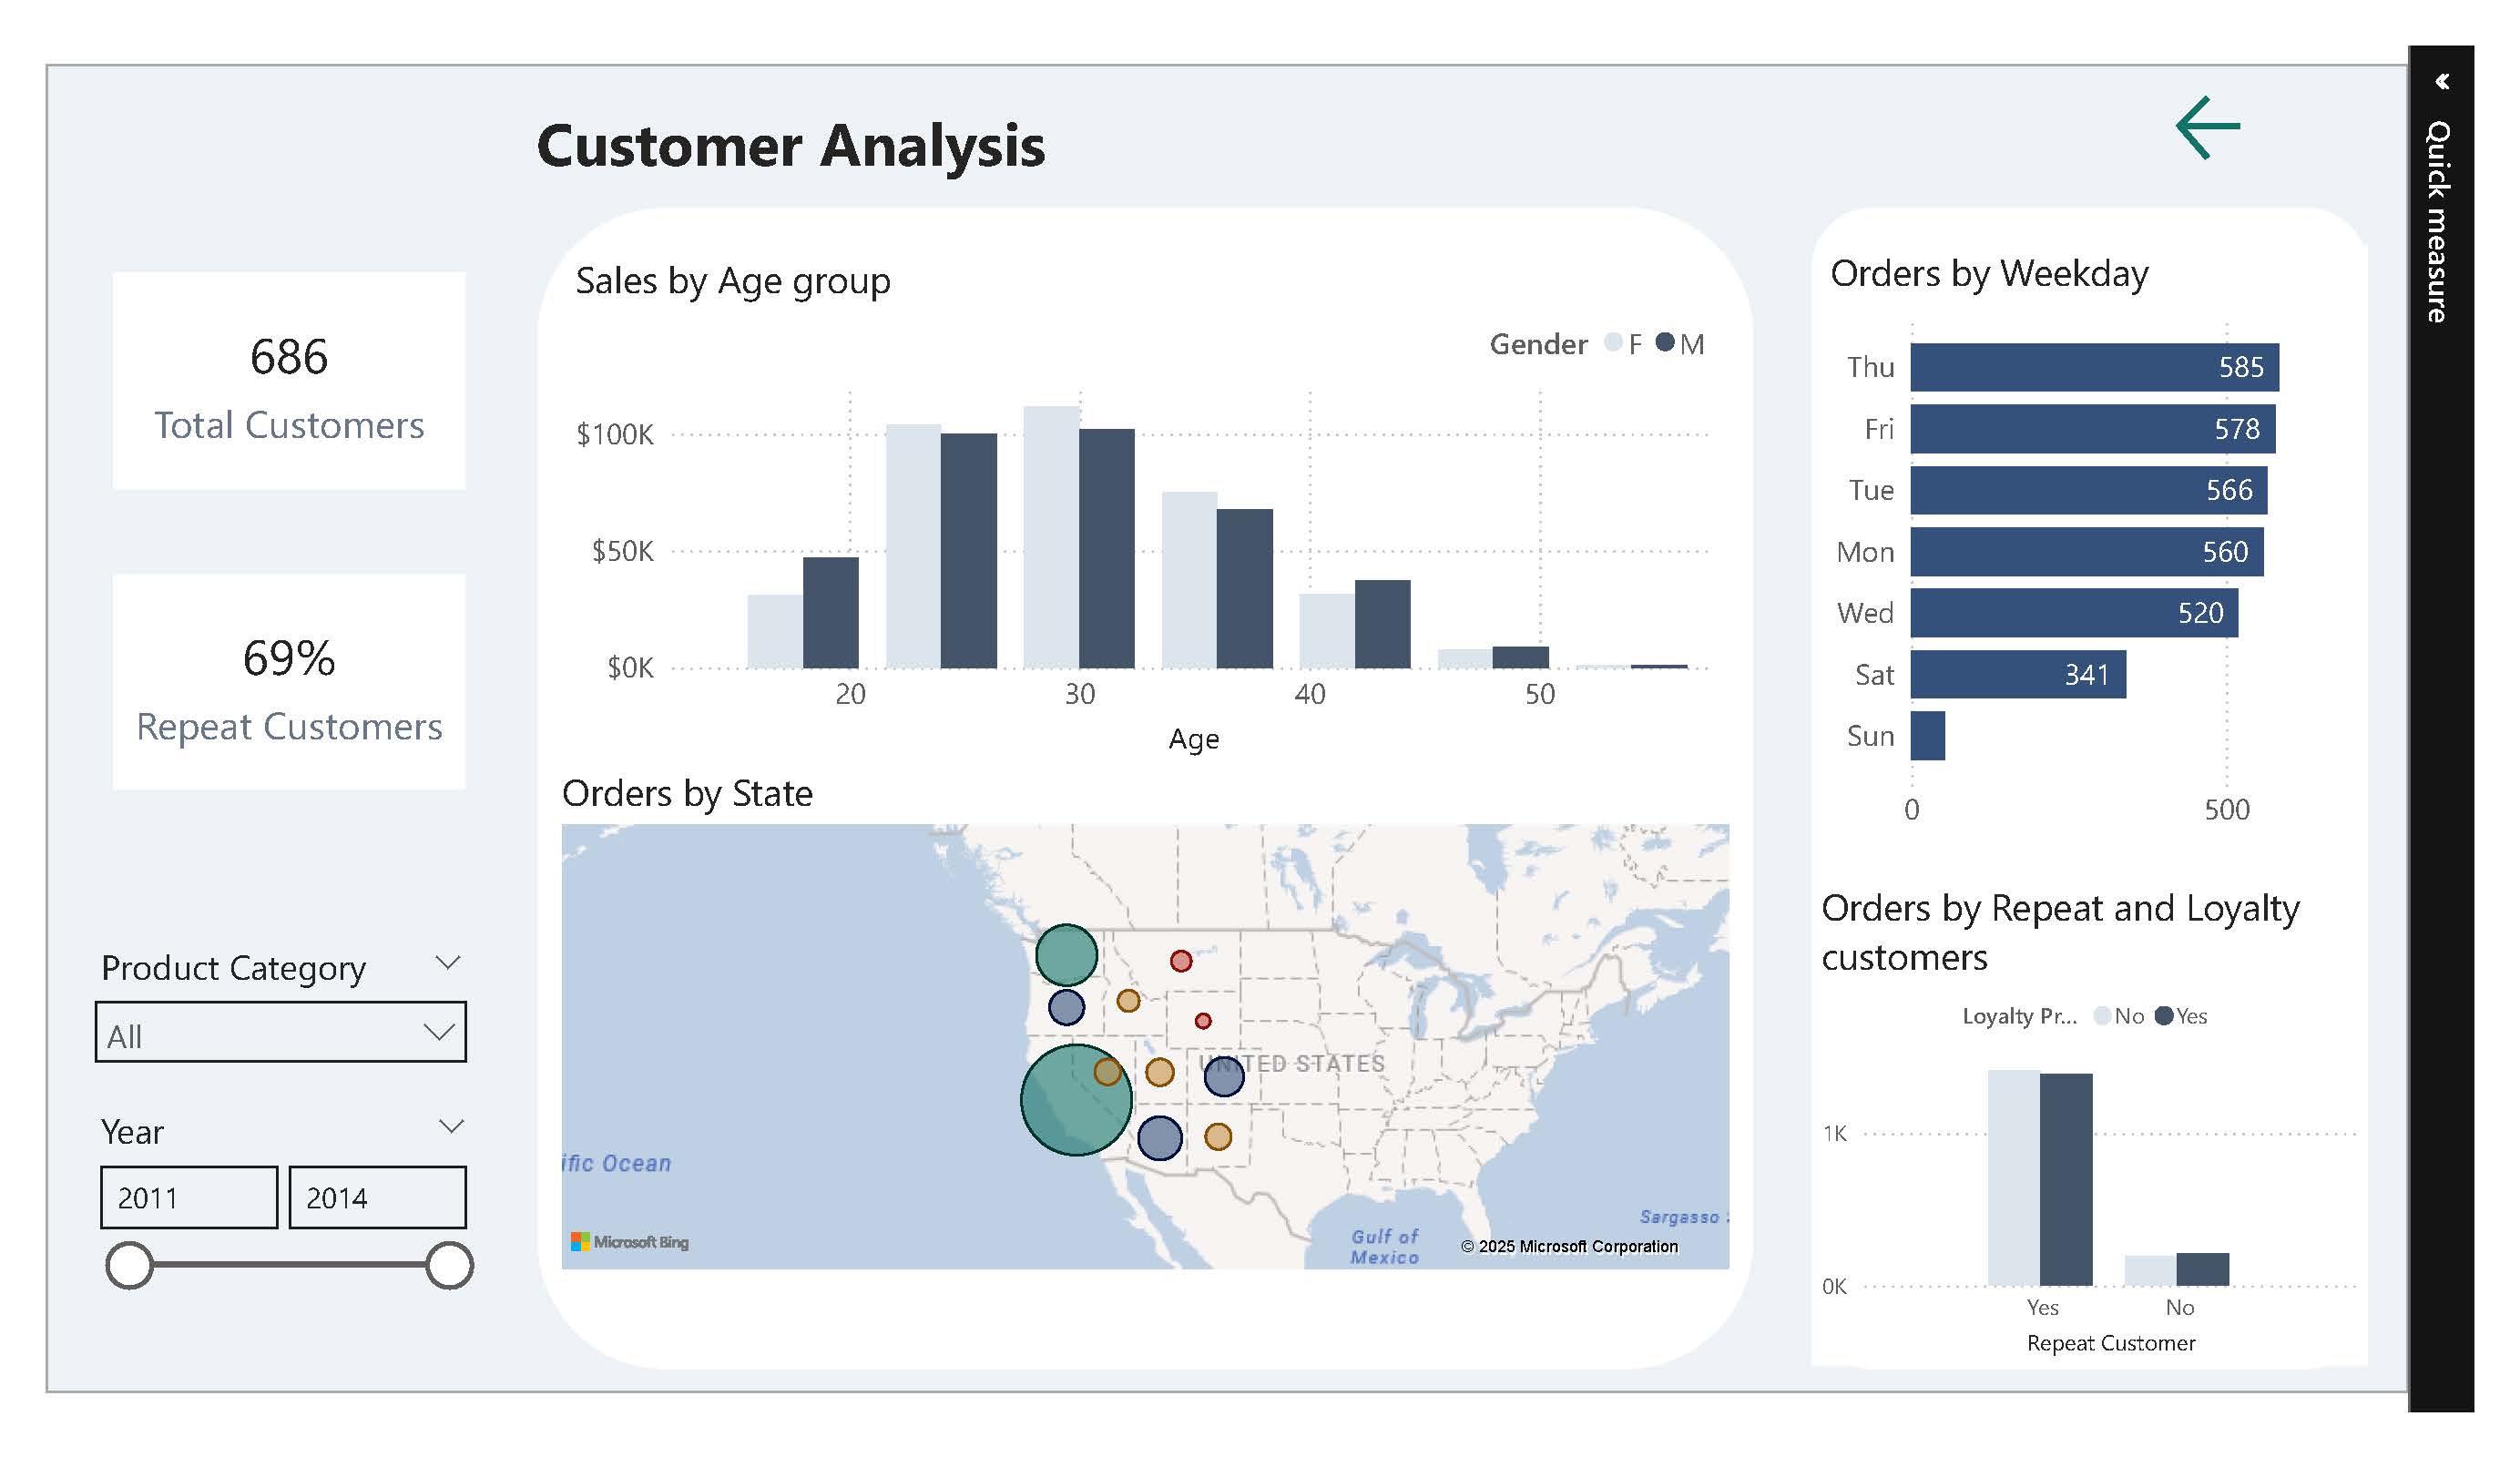 Customer Analysis
Quick measure
686
Total Customers
69%
Repeat Customers
Product Category
All
Year
2011 2014
Sales by Age group
Gender F M
$100K
$50K
$0K
20 30 40 50
Age
Orders by State
UNITED STATES
ific Ocean
Sargasso
Gulf of
Mexico
Microsoft Bing
© 2025 Microsoft Corporation
Orders by Weekday
Thu 585
Fri 578
Tue 566
Mon 560
Wed 520
Sat 341
Sun
0 500
Orders by Repeat and Loyalty
customers
Loyalty Pr... No Yes
1K
0K
Yes No
Repeat Customer